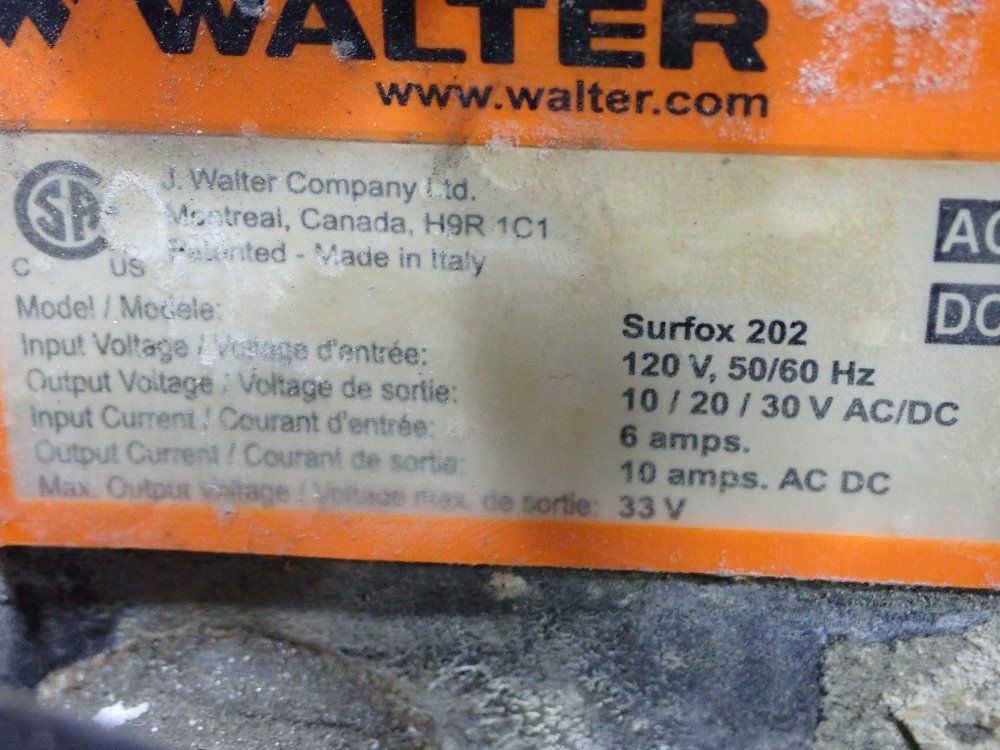 WALTER
www.walter.com
J. Walter Company Ltd.
Montreal, Canada, H9R 1C1
Patented - Made in Italy
C US
Model / Modèle: Surfox 202
Input Voltage / Voltage d'entrée: 120 V, 50/60 Hz
Output Voltage / Voltage de sortie: 10 / 20 / 30 V AC/DC
Input Current / Courant d'entrée: 6 amps.
Output Current / Courant de sortie: 10 amps. AC DC
Max. Output Voltage / Voltage max. de sortie: 33 V
AC
DC